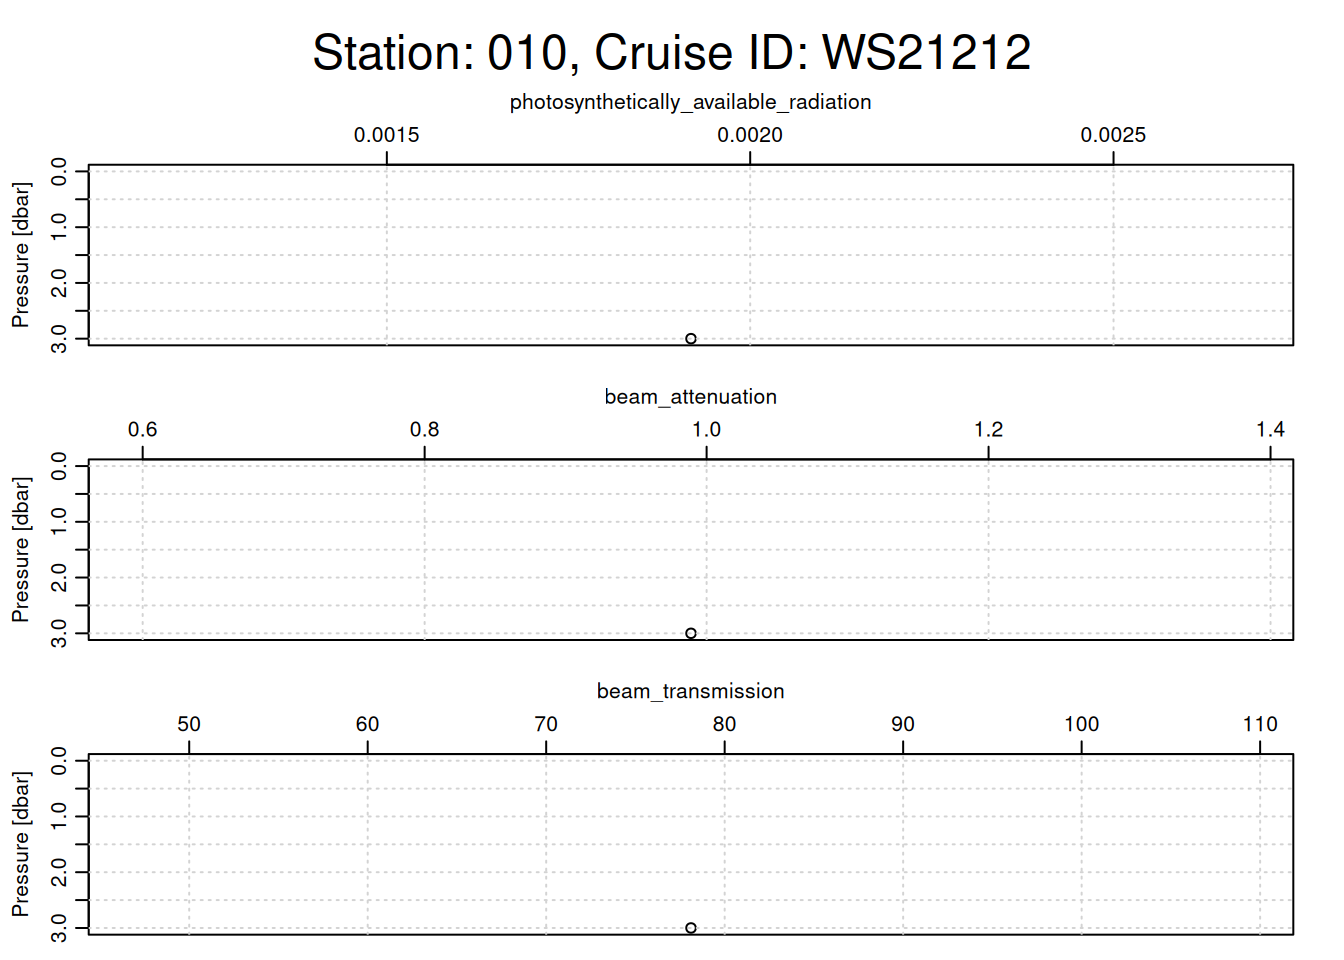 Station: 010, Cruise ID: WS21212
photosynthetically_available_radiation
0.0015 0.0020 0.0025
Pressure [dbar]
0.0
1.0
2.0
3.0
beam_attenuation
0.6 0.8 1.0 1.2 1.4
Pressure [dbar]
0.0
1.0
2.0
3.0
beam_transmission
50 60 70 80 90 100 110
Pressure [dbar]
0.0
1.0
2.0
3.0